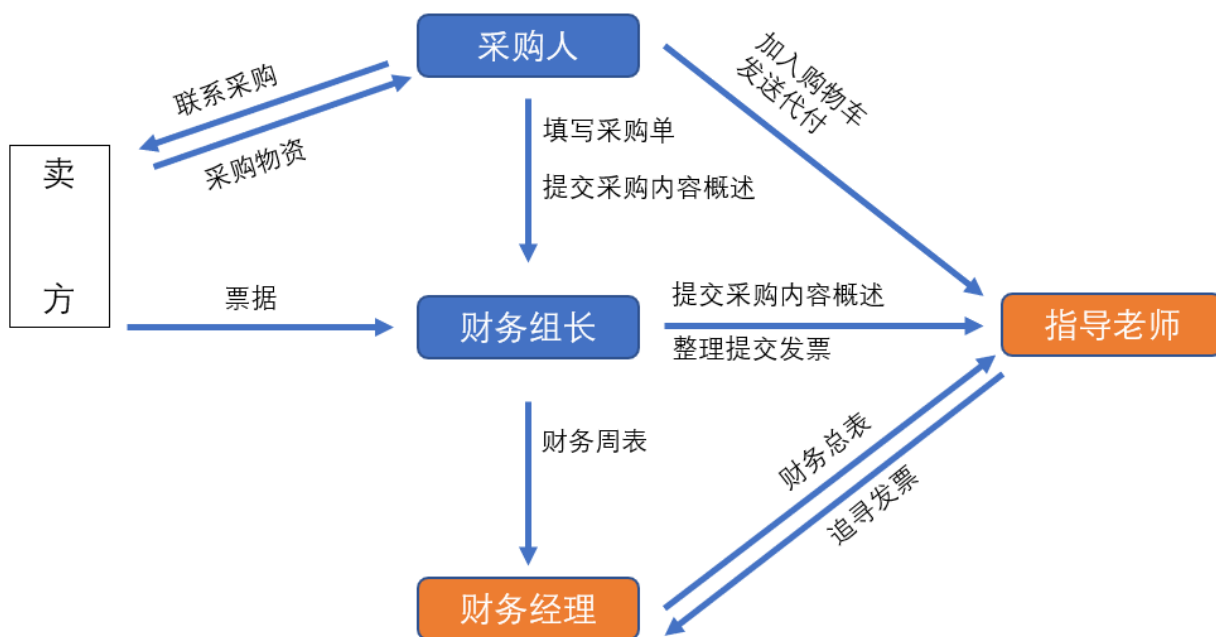 采购人
加入购物车
发送代付
联系采购
采购物资
填写采购单
提交采购内容概述
卖
方
票据
财务组长
提交采购内容概述
整理提交发票
指导老师
财务周表
财务总表
追寻发票
财务经理